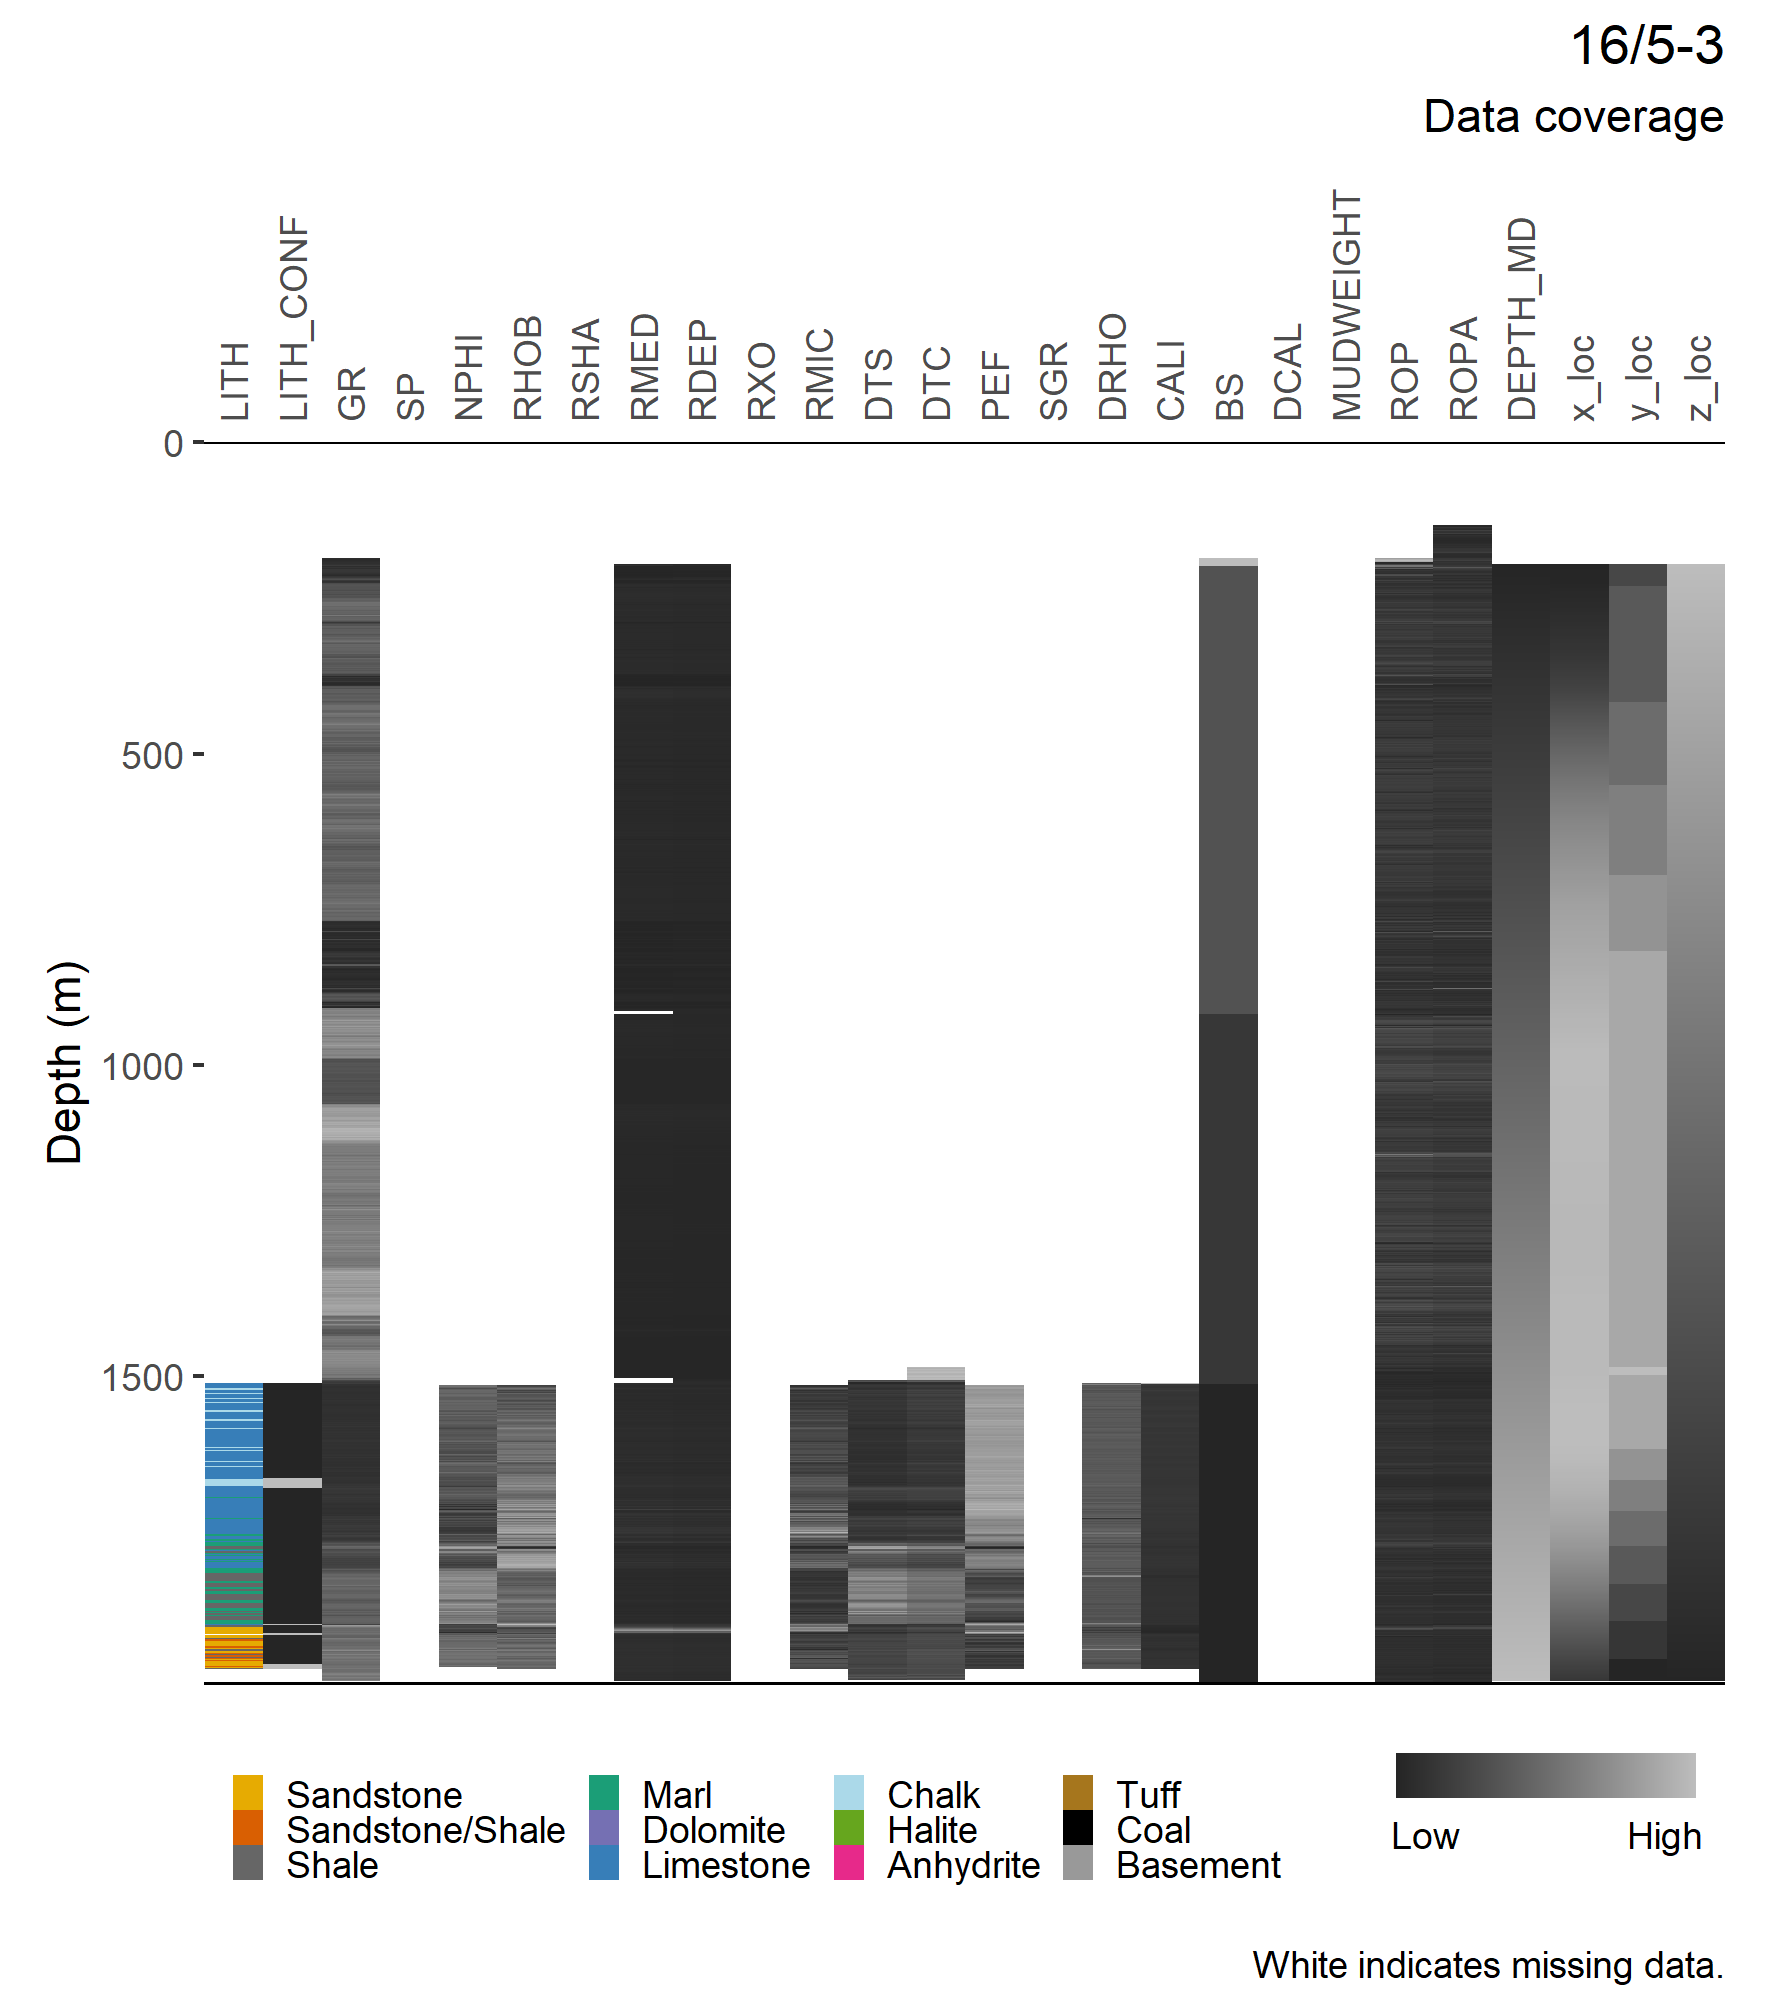 16/5-3
Data coverage
LITH
LITH_CONF
GR
SP
NPHI
RHOB
RSHA
RMED
RDEP
RXO
RMIC
DTS
DTC
PEF
SGR
DRHO
CALI
BS
DCAL
MUDWEIGHT
ROP
ROPA
DEPTH_MD
x_loc
y_loc
z_loc
0
500
1000
1500
Depth (m)
Sandstone
Sandstone/Shale
Shale
Marl
Dolomite
Limestone
Chalk
Halite
Anhydrite
Tuff
Coal
Basement
Low High
White indicates missing data.